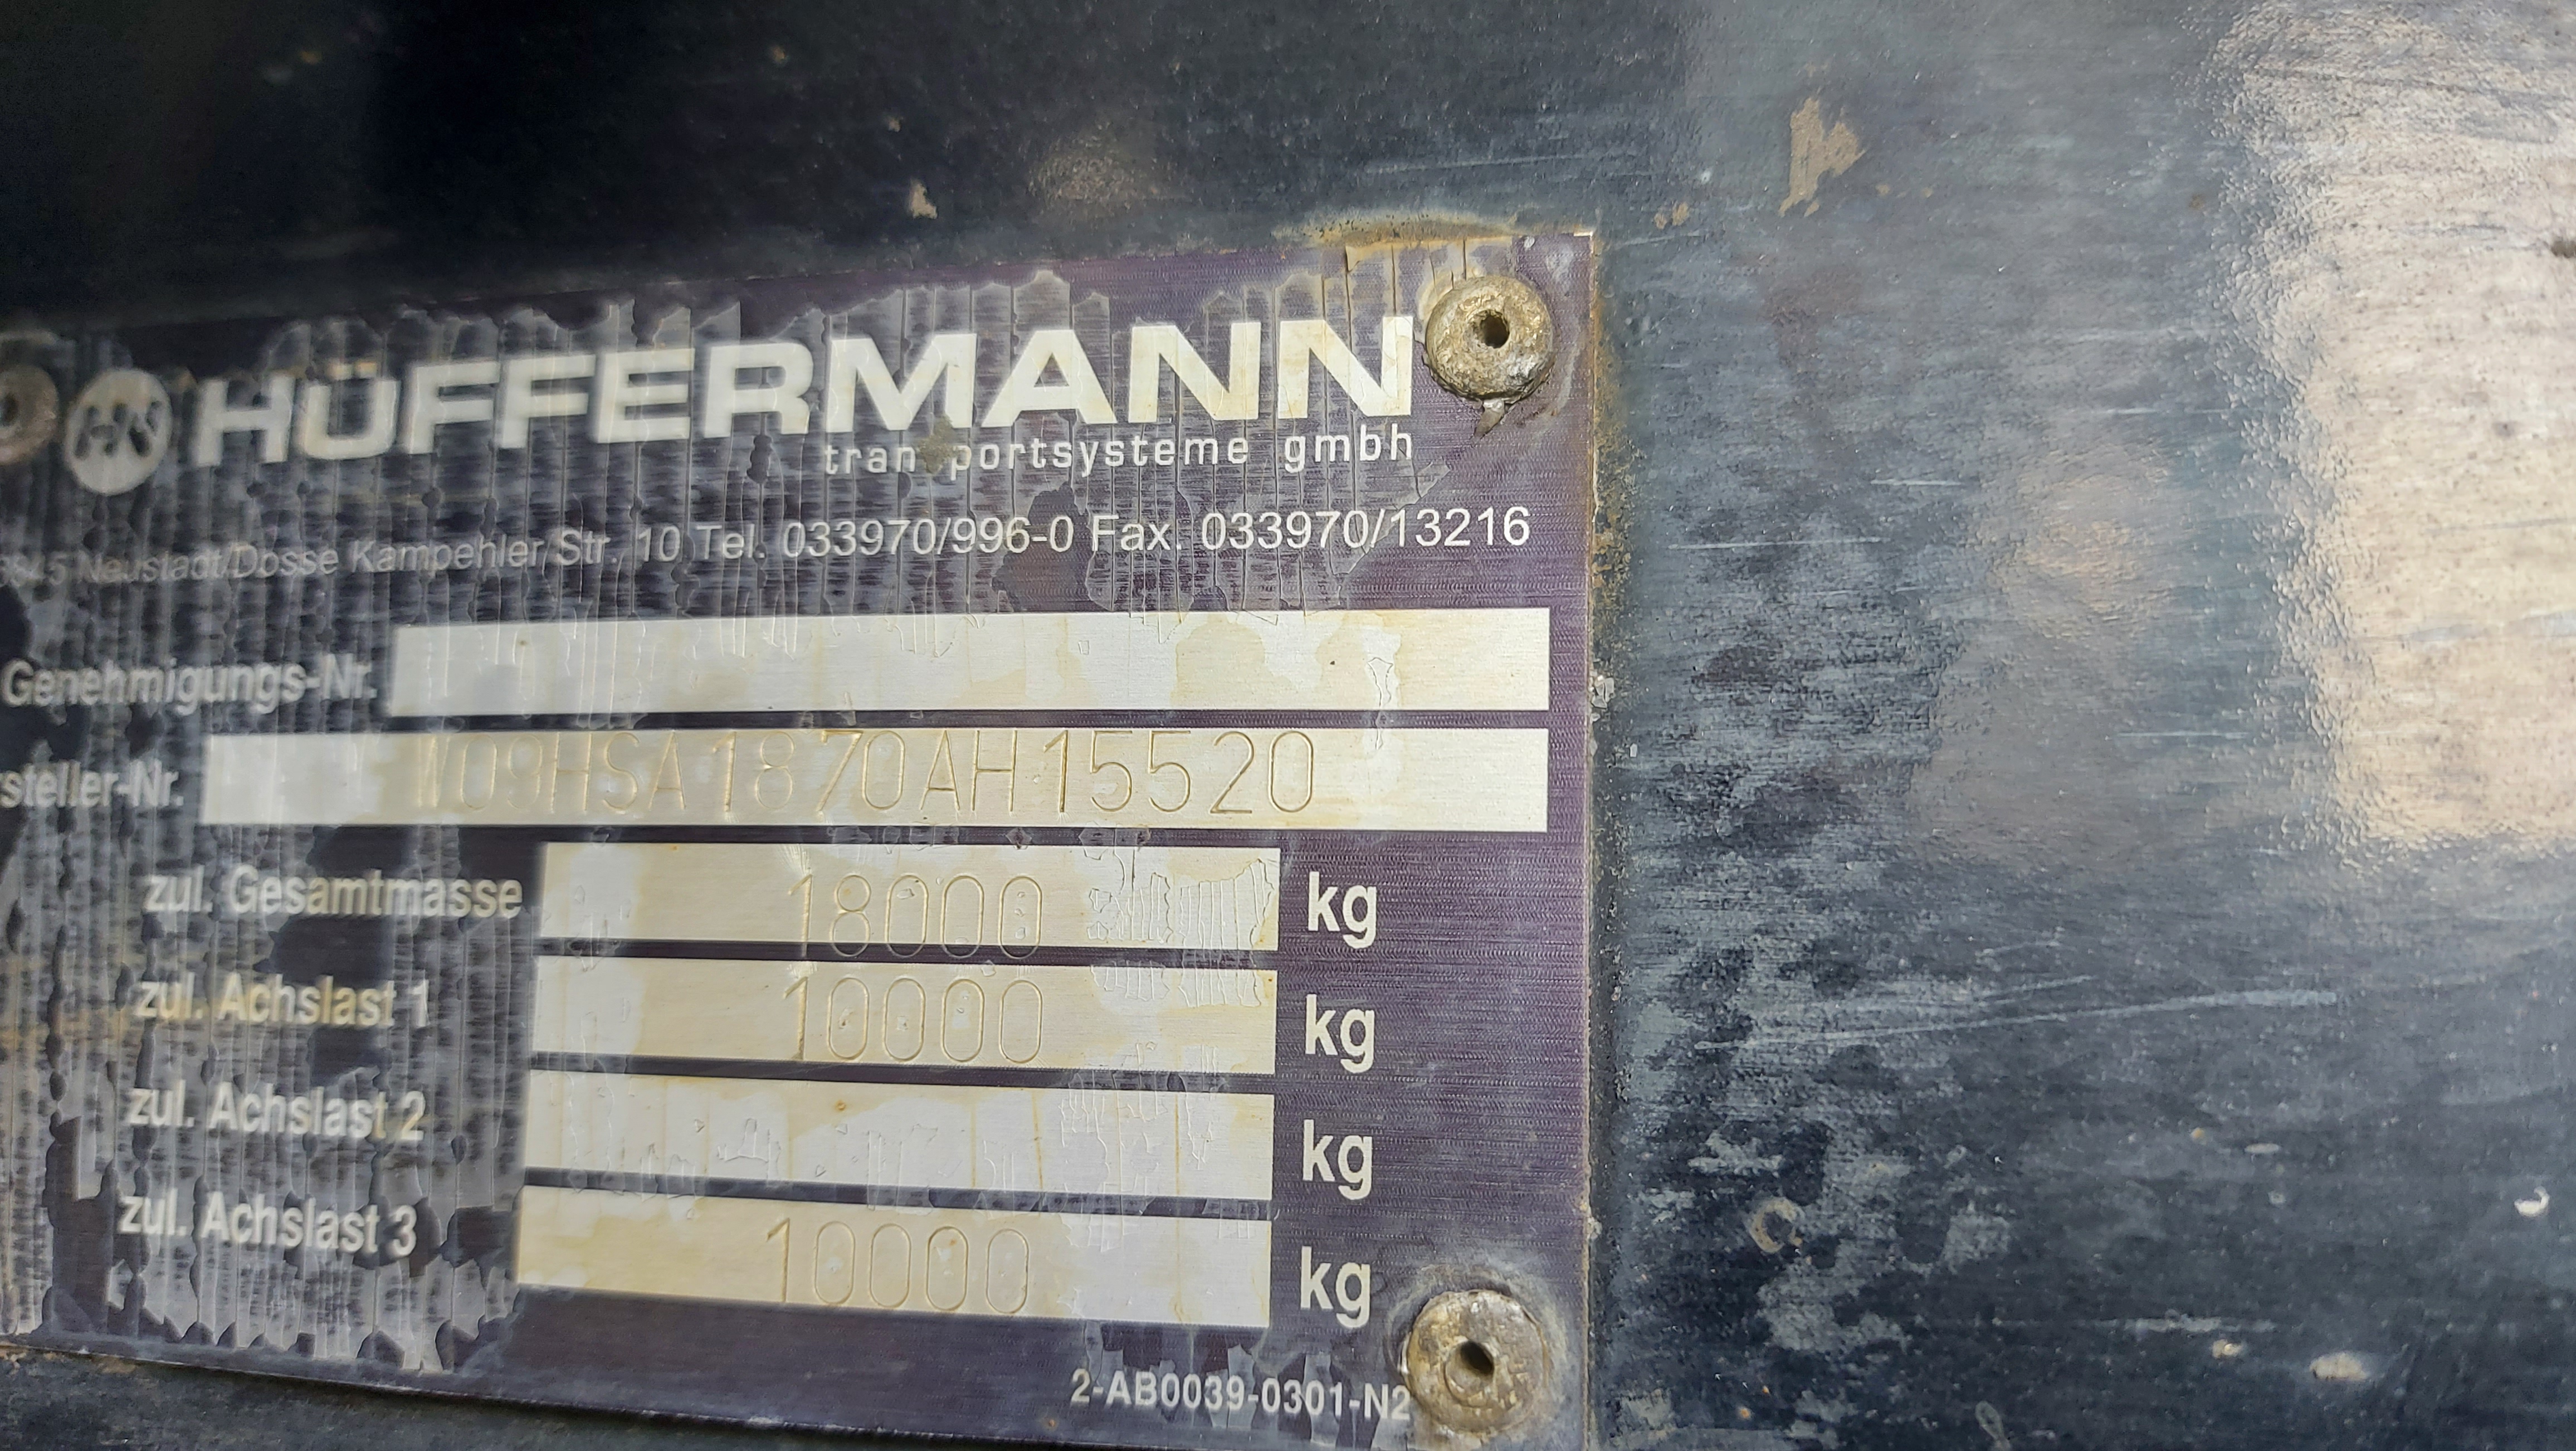 HN HÜFFERMANN
transportsysteme gmbh
Neustadt/Dosse Kampehler Str. 10 Tel. 033970/996-0 Fax. 033970/13216
Genehmigungs-Nr.
steller-Nr. W09HSA1870AH15520
zul. Gesamtmasse 18000 kg
zul. Achslast 1 10000 kg
zul. Achslast 2 kg
zul. Achslast 3 10000 kg
2-AB0039-0301-N2